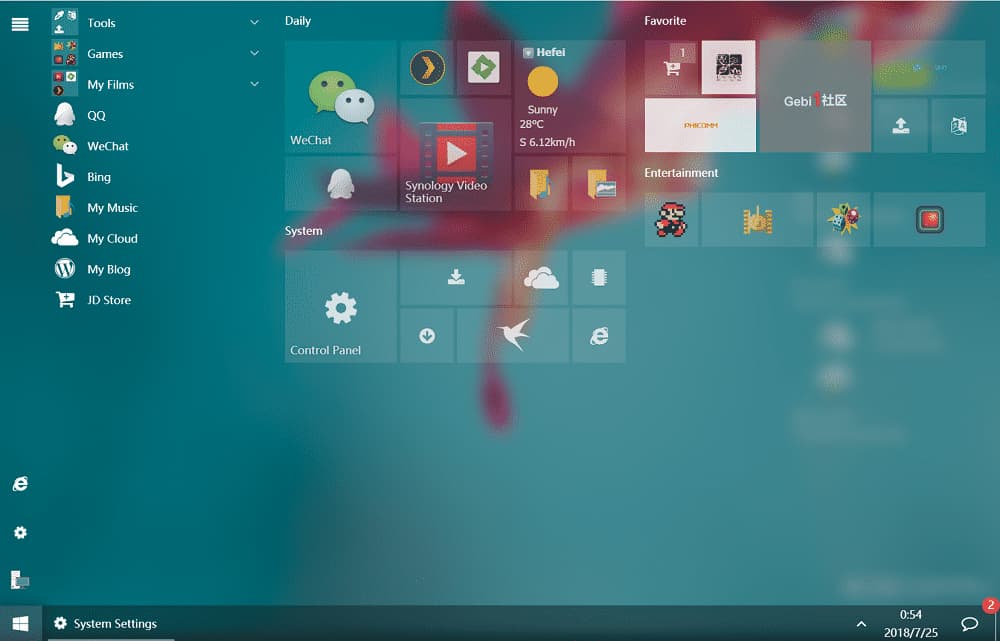 Tools
Games
My Films
QQ
WeChat
Bing
My Music
My Cloud
My Blog
JD Store
Daily
WeChat
Synology Video
Station
Hefei
Sunny
28°C
S 6.12km/h
System
Control Panel
Favorite
1
PHICOMM
Gebi1社区
Entertainment
System Settings
0:54
2018/7/25
2